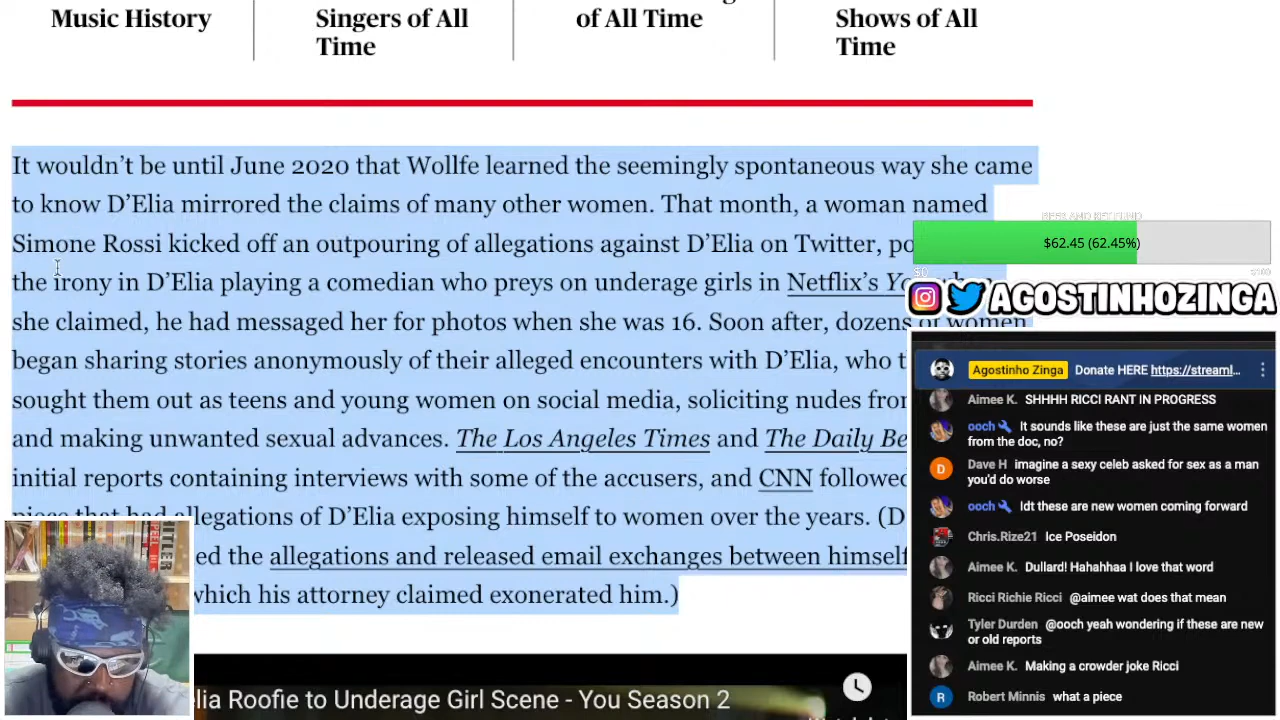 Music History
Singers of All
Time
of All Time
Shows of All
Time
It wouldn't be until June 2020 that Wollfe learned the seemingly spontaneous way she came
to know D'Elia mirrored the claims of many other women. That month, a woman named
Simone Rossi kicked off an outpouring of allegations against D'Elia on Twitter, po
the irony in D'Elia playing a comedian who preys on underage girls in Netflix's
she claimed, he had messaged her for photos when she was 16. Soon after, dozens of women
began sharing stories anonymously of their alleged encounters with D'Elia, who
sought them out as teens and young women on social media, soliciting nudes
and making unwanted sexual advances. The Los Angeles Times and The Daily Be
initial reports containing interviews with some of the accusers, and CNN followed
piece that had allegations of D'Elia exposing himself to women over the years. (D
ed the allegations and released email exchanges between himself
which his attorney claimed exonerated him.)
elia Roofie to Underage Girl Scene - You Season 2
$62.45 (62.45%)
$0
$100
AGOSTINHOZINGA
Agostinho Zinga Donate HERE https://streaml...
Aimee K. SHHHH RICCI RANT IN PROGRESS
ooch It sounds like these are just the same women
from the doc, no?
Dave H imagine a sexy celeb asked for sex as a man
you'd do worse
ooch Idt these are new women coming forward
Chris.Rize21 Ice Poseidon
Aimee K. Dullard! Hahahhaa I love that word
Ricci Richie Ricci @aimee wat does that mean
Tyler Durden @ooch yeah wondering if these are new
or old reports
Aimee K. Making a crowder joke Ricci
Robert Minnis what a piece